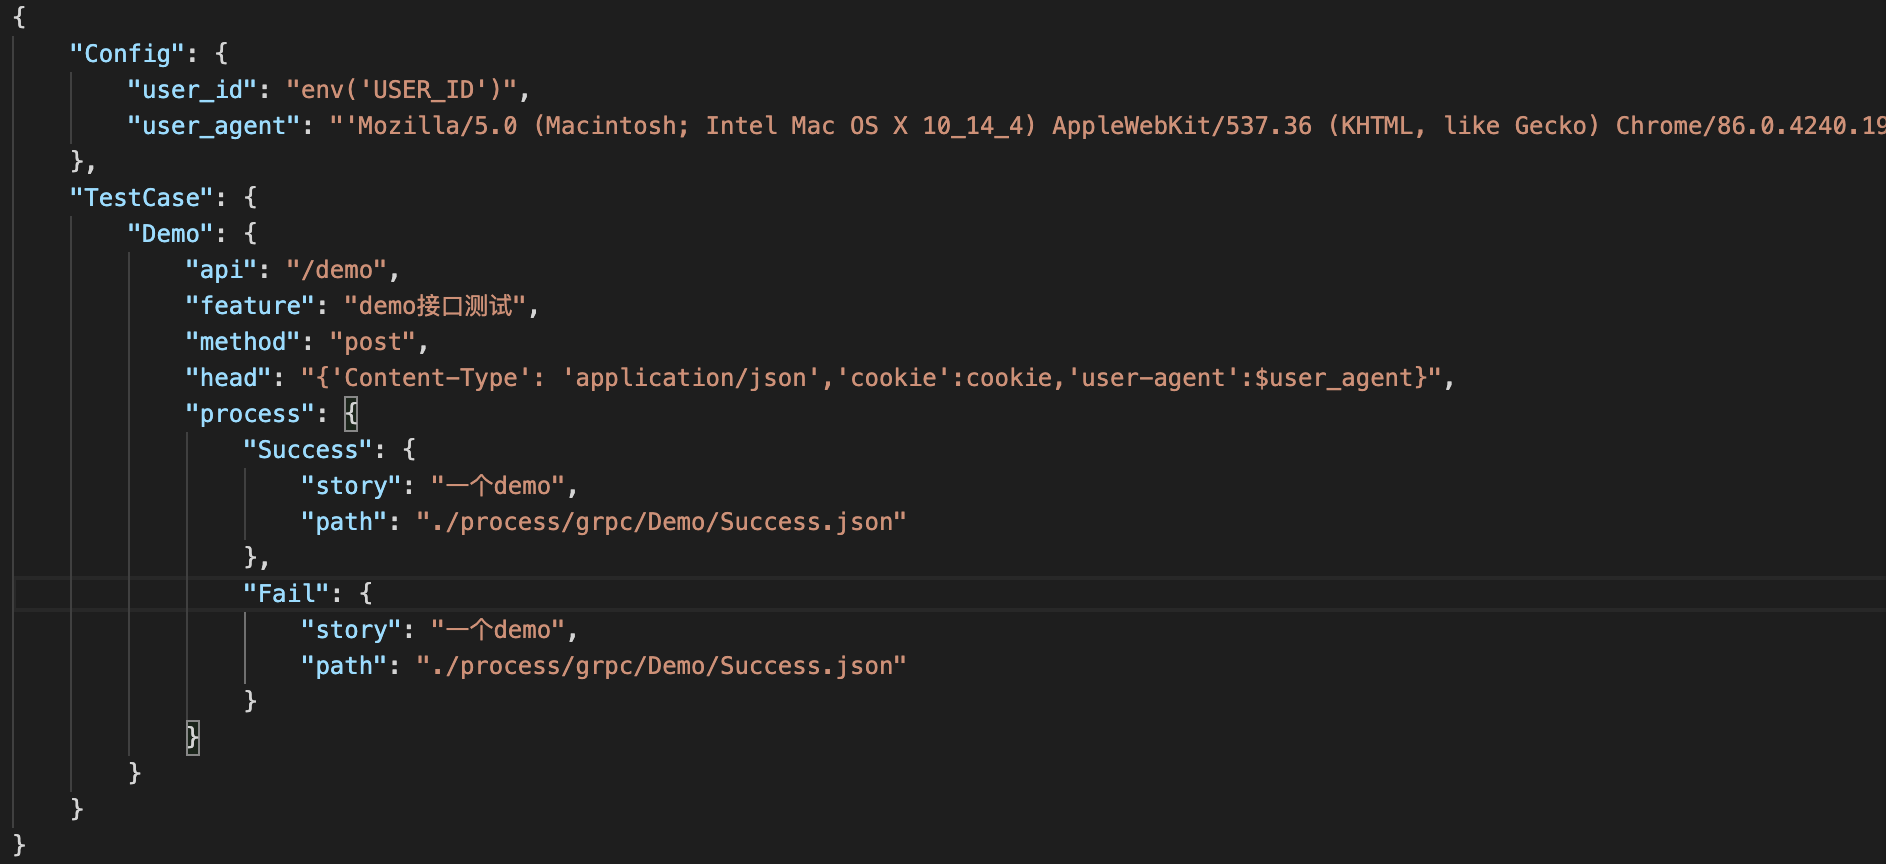 {
    "Config": {
        "user_id": "env('USER_ID')",
        "user_agent": "'Mozilla/5.0 (Macintosh; Intel Mac OS X 10_14_4) AppleWebKit/537.36 (KHTML, like Gecko) Chrome/86.0.4240.19
    },
    "TestCase": {
        "Demo": {
            "api": "/demo",
            "feature": "demo接口测试",
            "method": "post",
            "head": "{'Content-Type': 'application/json','cookie':cookie,'user-agent':$user_agent}",
            "process": {
                "Success": {
                    "story": "一个demo",
                    "path": "./process/grpc/Demo/Success.json"
                },
                "Fail": {
                    "story": "一个demo",
                    "path": "./process/grpc/Demo/Success.json"
                }
            }
        }
    }
}